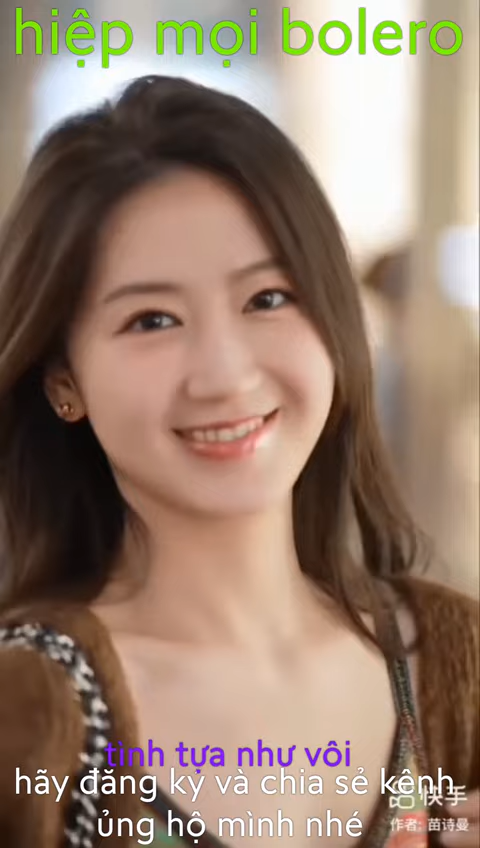 hiệp mọi bolero
tình tựa như vôi
hãy đăng ký và chia sẻ kênh
ủng hộ mình nhé
快手
作者: 苗诗曼